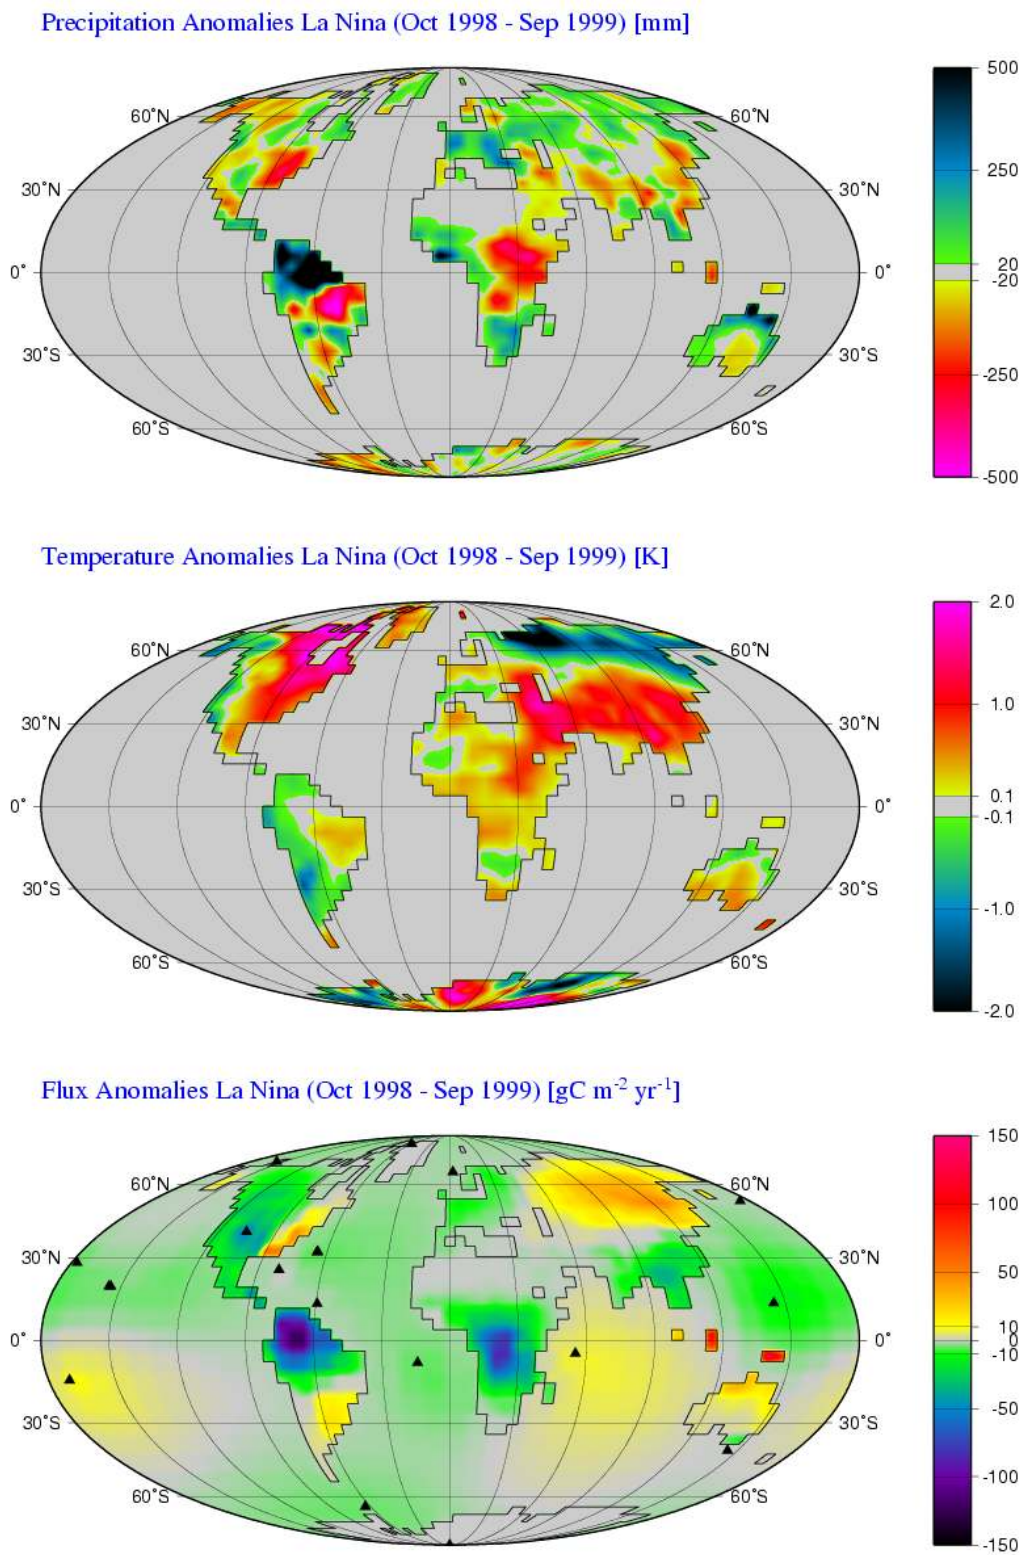 Precipitation Anomalies La Nina (Oct 1998 - Sep 1999) [mm]
500
60°N 60°N
250
30°N 30°N
20
0° 0°
-20
30°S 30°S
-250
60°S 60°S
-500
Temperature Anomalies La Nina (Oct 1998 - Sep 1999) [K]
2.0
60°N 60°N
1.0
30°N 30°N
0.1
0° 0°
-0.1
30°S 30°S
-1.0
60°S 60°S
-2.0
Flux Anomalies La Nina (Oct 1998 - Sep 1999) [gC m-2 yr-1]
150
60°N 60°N
100
30°N 30°N
50
10
0° 0° 0
-10
30°S 30°S
-50
60°S 60°S
-100
-150